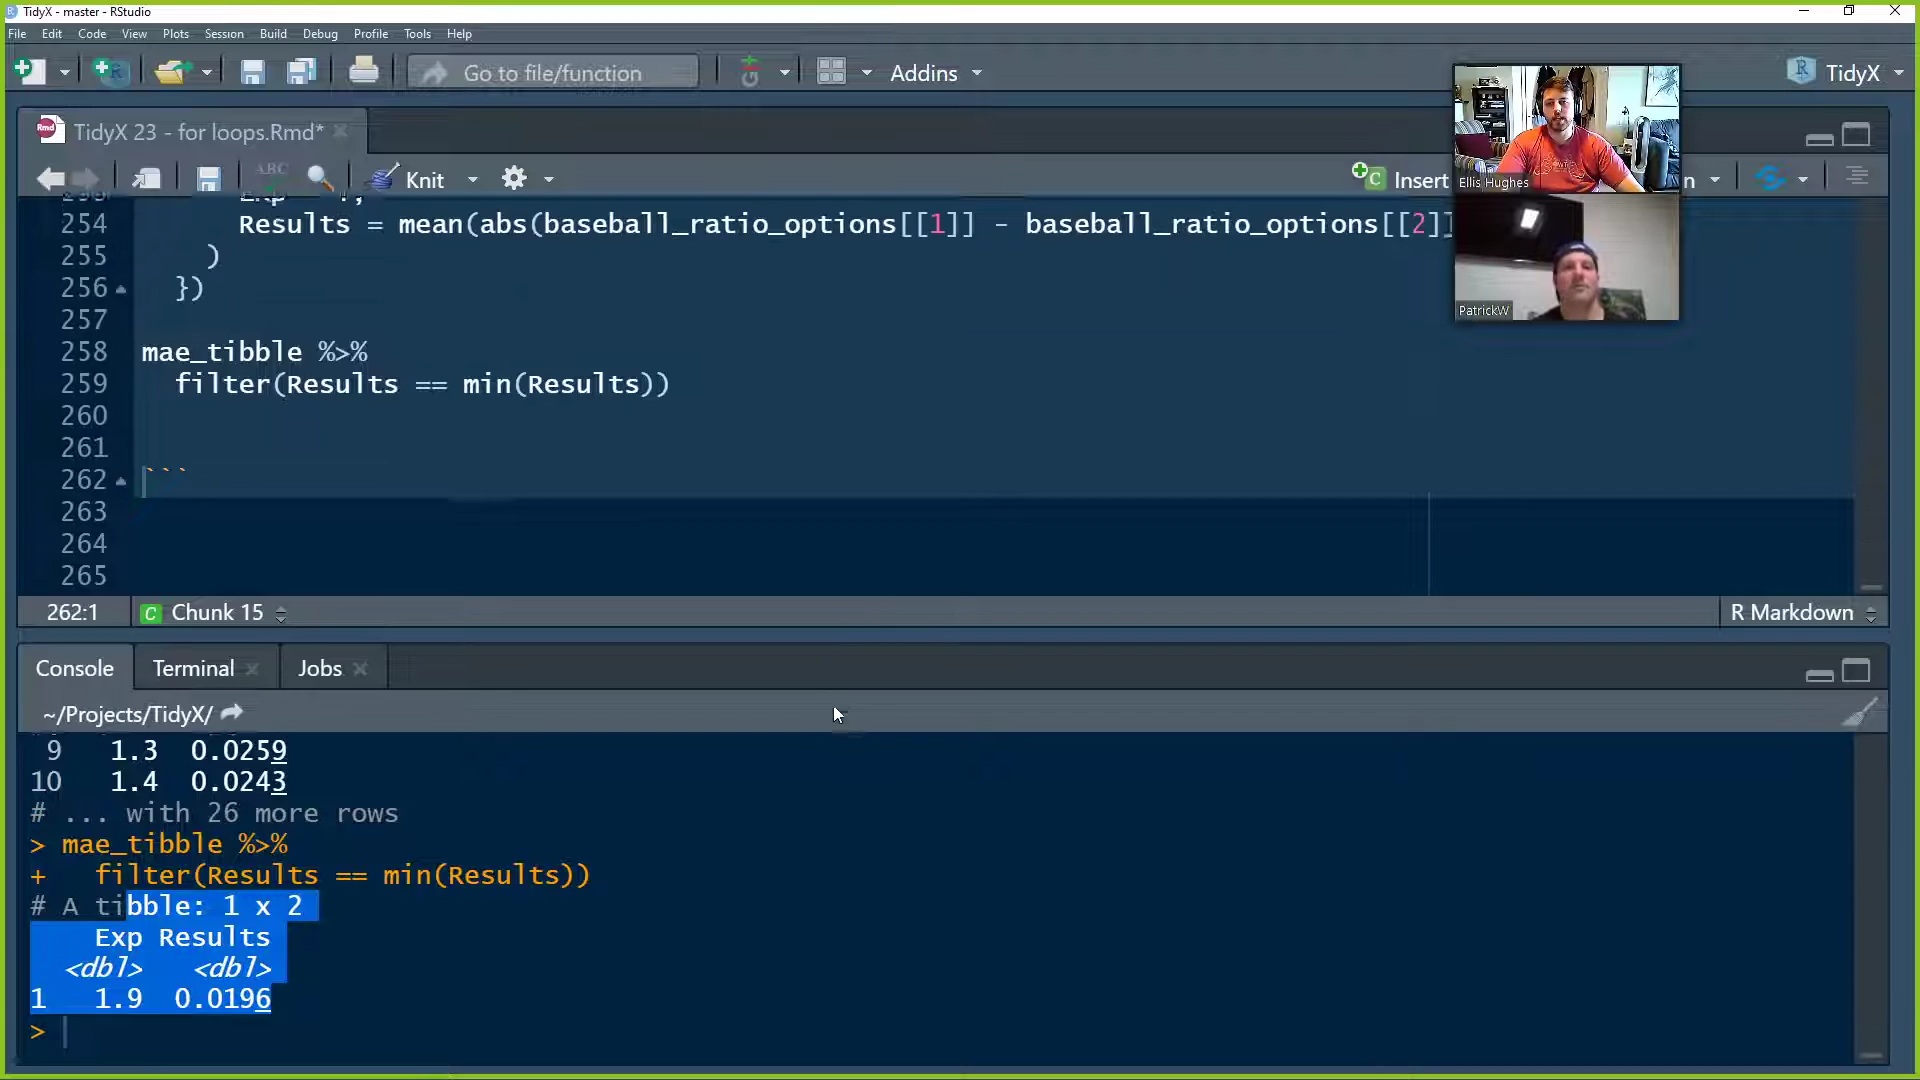 TidyX - master - RStudio
File Edit Code View Plots Session Build Debug Profile Tools Help
Go to file/function
Addins
TidyX
TidyX 23 - for loops.Rmd*
ABC
Knit
Insert
Ellis Hughes
PatrickW
254 Results = mean(abs(baseball_ratio_options[[1]] - baseball_ratio_options[[2]]
255 )
256 })
257
258 mae_tibble %>%
259 filter(Results == min(Results))
260
261
262 ```
263
264
265
262:1 Chunk 15 R Markdown
Console Terminal Jobs
~/Projects/TidyX/
9 1.3 0.0259
10 1.4 0.0243
# ... with 26 more rows
> mae_tibble %>%
+ filter(Results == min(Results))
# A tibble: 1 x 2
Exp Results
<dbl> <dbl>
1 1.9 0.0196
>